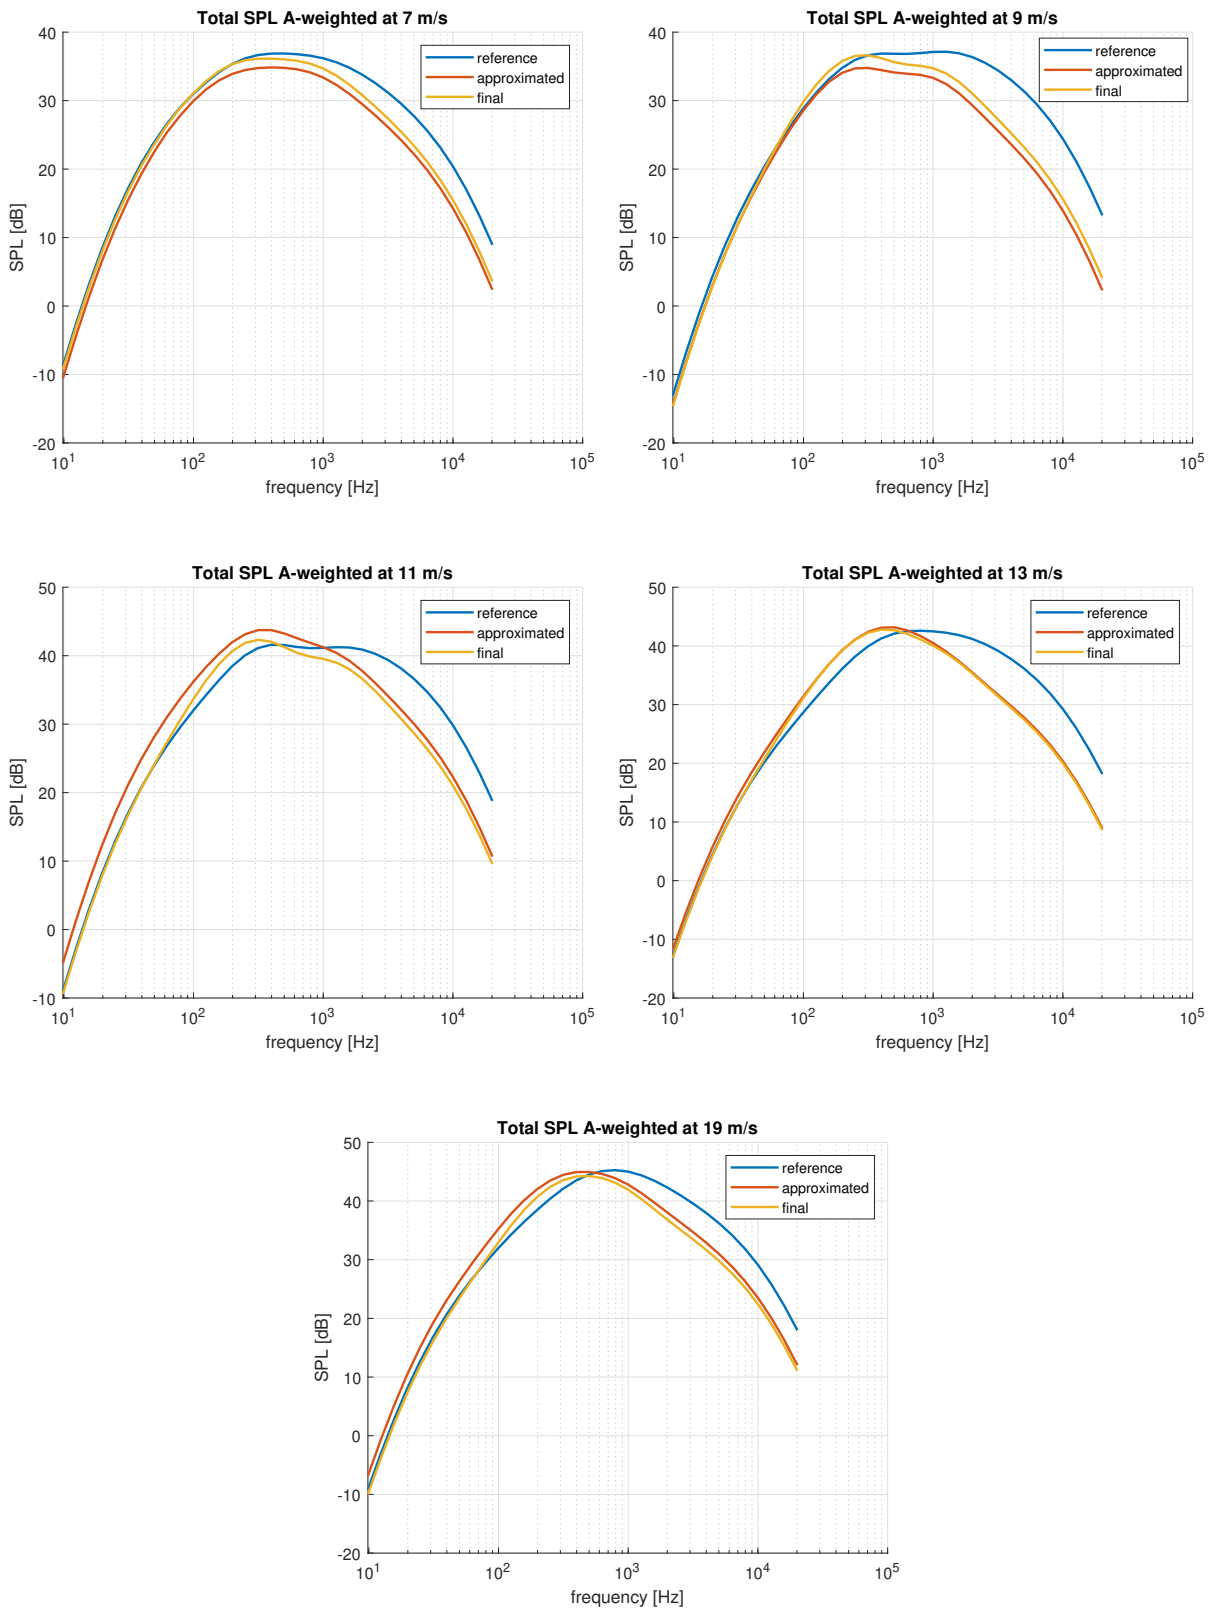 Total SPL A-weighted at 7 m/s
40
30
20
10
0
-10
-20
SPL [dB]
10^1
10^2
10^3
10^4
10^5
frequency [Hz]
reference
approximated
final
Total SPL A-weighted at 9 m/s
40
30
20
10
0
-10
-20
SPL [dB]
10^1
10^2
10^3
10^4
10^5
frequency [Hz]
reference
approximated
final
Total SPL A-weighted at 11 m/s
50
40
30
20
10
0
-10
SPL [dB]
10^1
10^2
10^3
10^4
10^5
frequency [Hz]
reference
approximated
final
Total SPL A-weighted at 13 m/s
50
40
30
20
10
0
-10
-20
SPL [dB]
10^1
10^2
10^3
10^4
10^5
frequency [Hz]
reference
approximated
final
Total SPL A-weighted at 19 m/s
50
40
30
20
10
0
-10
-20
SPL [dB]
10^1
10^2
10^3
10^4
10^5
frequency [Hz]
reference
approximated
final